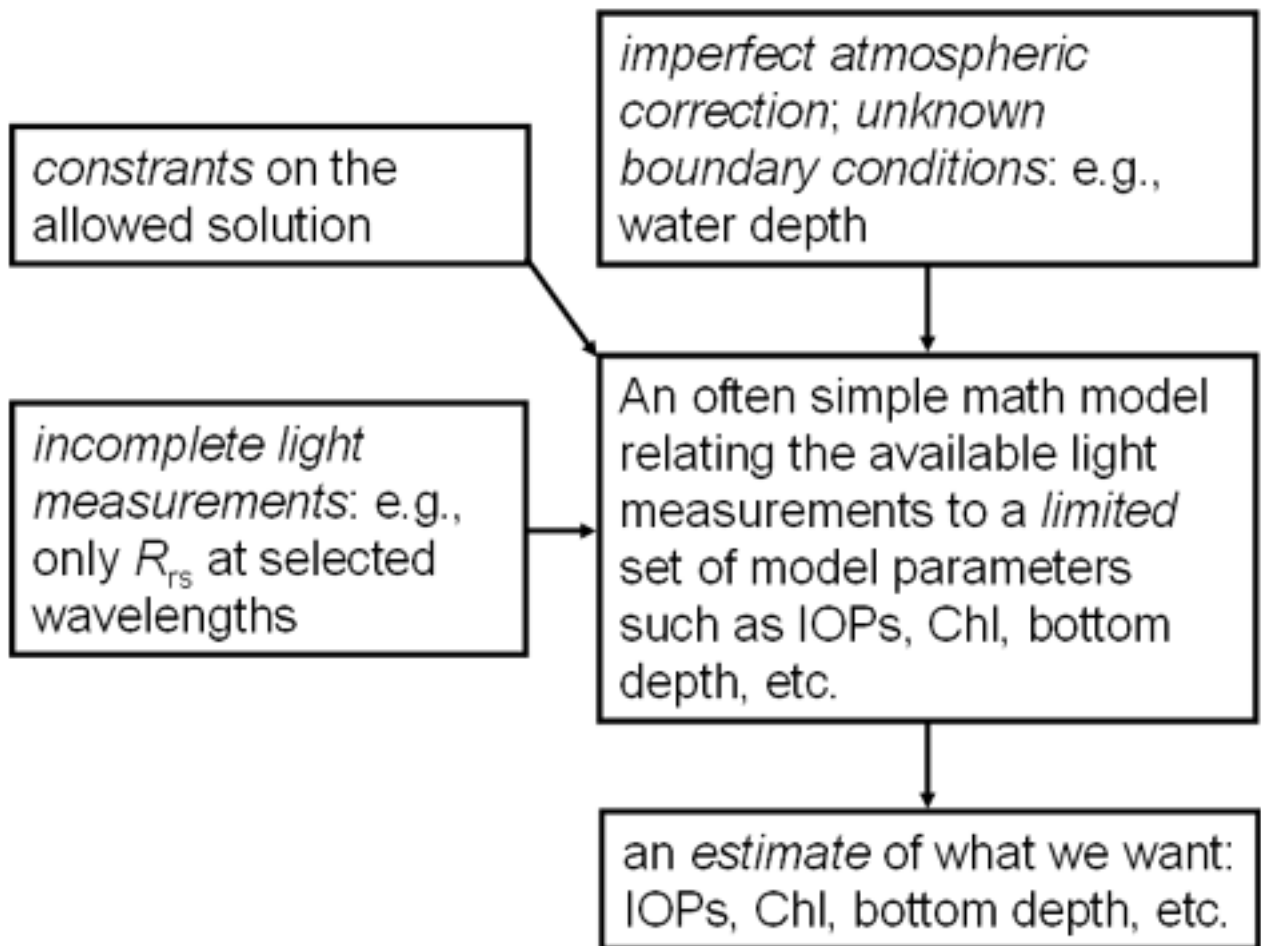 imperfect atmospheric
correction; unknown
boundary conditions: e.g.,
water depth
constrants on the
allowed solution
incomplete light
measurements: e.g.,
only Rrs at selected
wavelengths
An often simple math model
relating the available light
measurements to a limited
set of model parameters
such as IOPs, Chl, bottom
depth, etc.
an estimate of what we want:
IOPs, Chl, bottom depth, etc.